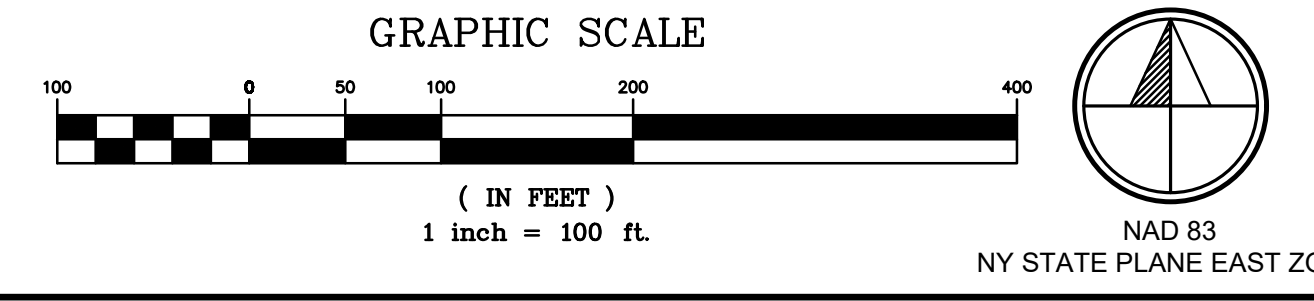 GRAPHIC SCALE
100 0 50 100 200 400
( IN FEET )
1 inch = 100 ft.
NAD 83
NY STATE PLANE EAST